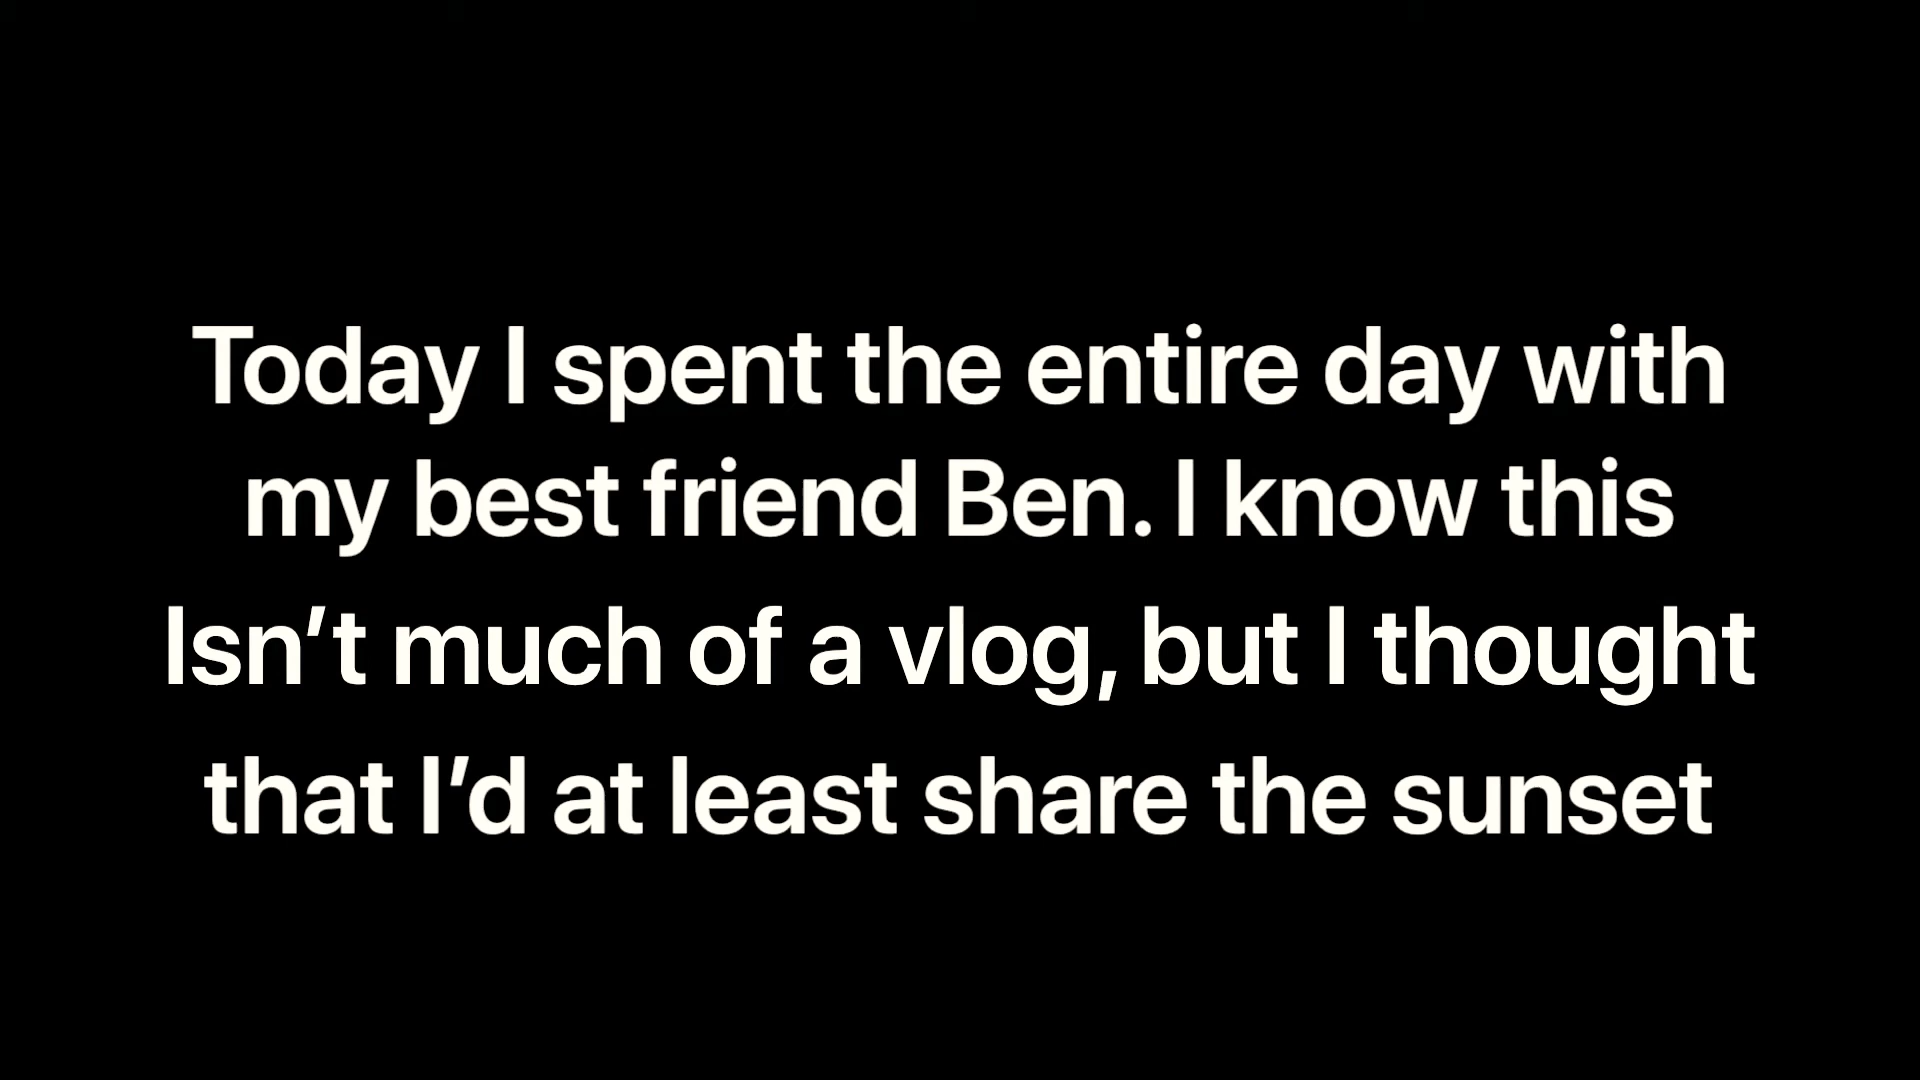 Today I spent the entire day with
my best friend Ben. I know this
Isn’t much of a vlog, but I thought
that I’d at least share the sunset